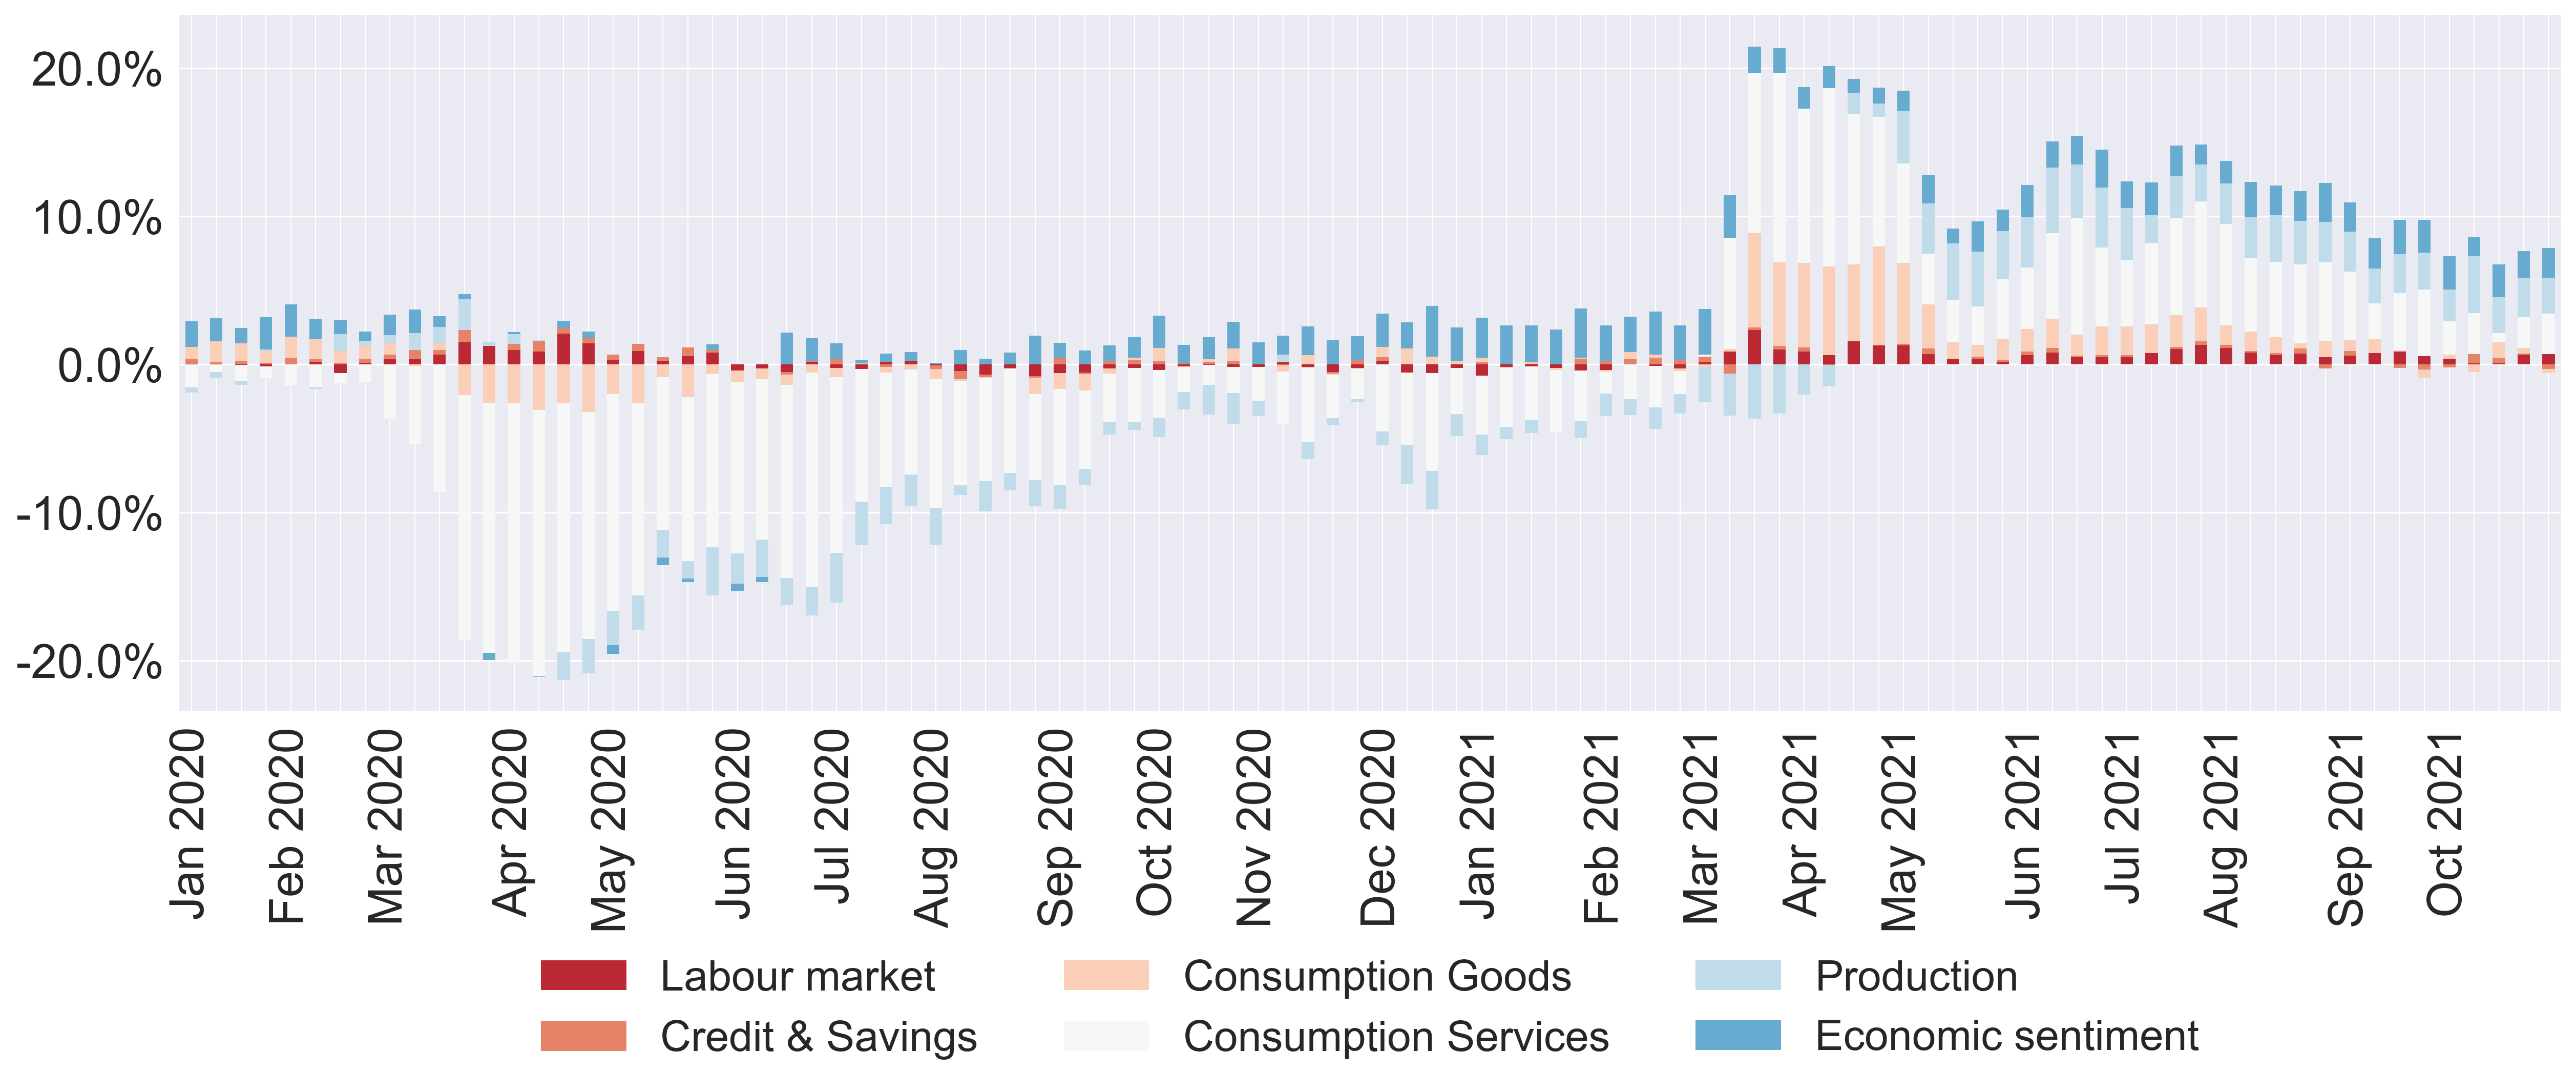 20.0%
10.0%
0.0%
-10.0%
-20.0%
Jan 2020
Feb 2020
Mar 2020
Apr 2020
May 2020
Jun 2020
Jul 2020
Aug 2020
Sep 2020
Oct 2020
Nov 2020
Dec 2020
Jan 2021
Feb 2021
Mar 2021
Apr 2021
May 2021
Jun 2021
Jul 2021
Aug 2021
Sep 2021
Oct 2021
Labour market
Consumption Goods
Production
Credit & Savings
Consumption Services
Economic sentiment